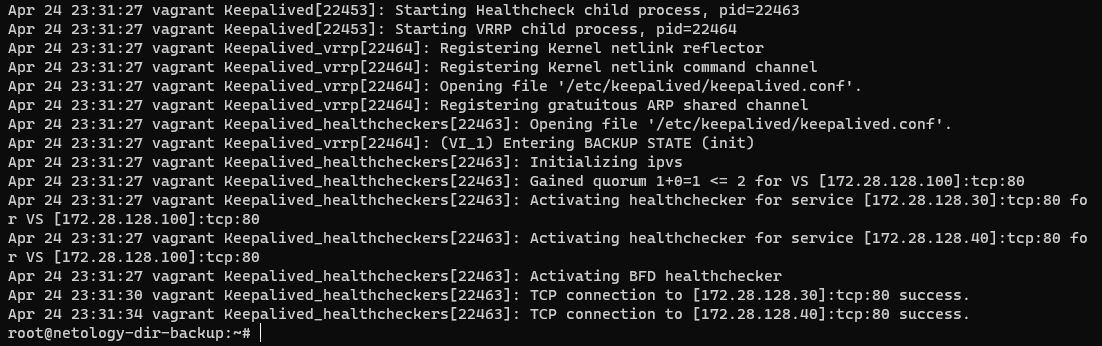 Apr 24 23:31:27 vagrant Keepalived[22453]: Starting Healthcheck child process, pid=22463
Apr 24 23:31:27 vagrant Keepalived[22453]: Starting VRRP child process, pid=22464
Apr 24 23:31:27 vagrant Keepalived_vrrp[22464]: Registering Kernel netlink reflector
Apr 24 23:31:27 vagrant Keepalived_vrrp[22464]: Registering Kernel netlink command channel
Apr 24 23:31:27 vagrant Keepalived_vrrp[22464]: Opening file '/etc/keepalived/keepalived.conf'.
Apr 24 23:31:27 vagrant Keepalived_vrrp[22464]: Registering gratuitous ARP shared channel
Apr 24 23:31:27 vagrant Keepalived_healthcheckers[22463]: Opening file '/etc/keepalived/keepalived.conf'.
Apr 24 23:31:27 vagrant Keepalived_vrrp[22464]: (VI_1) Entering BACKUP STATE (init)
Apr 24 23:31:27 vagrant Keepalived_healthcheckers[22463]: Initializing ipvs
Apr 24 23:31:27 vagrant Keepalived_healthcheckers[22463]: Gained quorum 1+0=1 <= 2 for VS [172.28.128.100]:tcp:80
Apr 24 23:31:27 vagrant Keepalived_healthcheckers[22463]: Activating healthchecker for service [172.28.128.30]:tcp:80 fo
r VS [172.28.128.100]:tcp:80
Apr 24 23:31:27 vagrant Keepalived_healthcheckers[22463]: Activating healthchecker for service [172.28.128.40]:tcp:80 fo
r VS [172.28.128.100]:tcp:80
Apr 24 23:31:27 vagrant Keepalived_healthcheckers[22463]: Activating BFD healthchecker
Apr 24 23:31:30 vagrant Keepalived_healthcheckers[22463]: TCP connection to [172.28.128.30]:tcp:80 success.
Apr 24 23:31:34 vagrant Keepalived_healthcheckers[22463]: TCP connection to [172.28.128.40]:tcp:80 success.
root@netology-dir-backup:~#